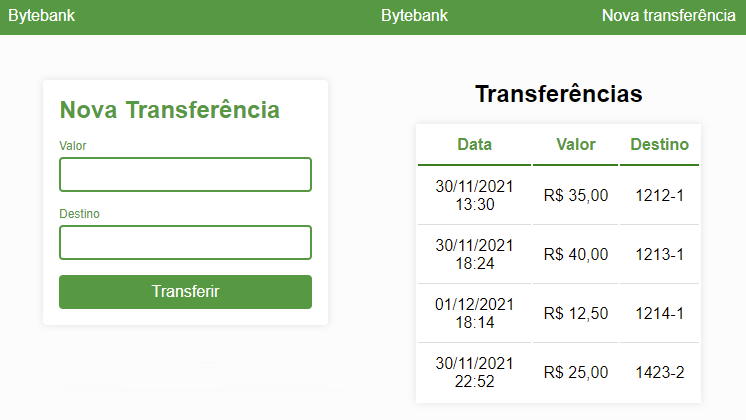 Bytebank
Nova Transferência
Valor
Destino
Transferir
Bytebank Nova transferência
Transferências
Data Valor Destino
30/11/2021
13:30 R$ 35,00 1212-1
30/11/2021
18:24 R$ 40,00 1213-1
01/12/2021
18:14 R$ 12,50 1214-1
30/11/2021
22:52 R$ 25,00 1423-2